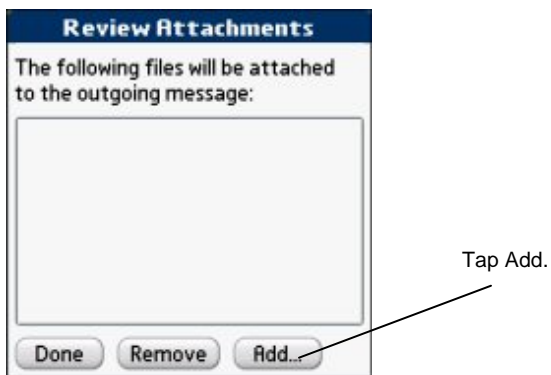 Review Attachments
The following files will be attached
to the outgoing message:
Tap Add.
Done Remove Add...